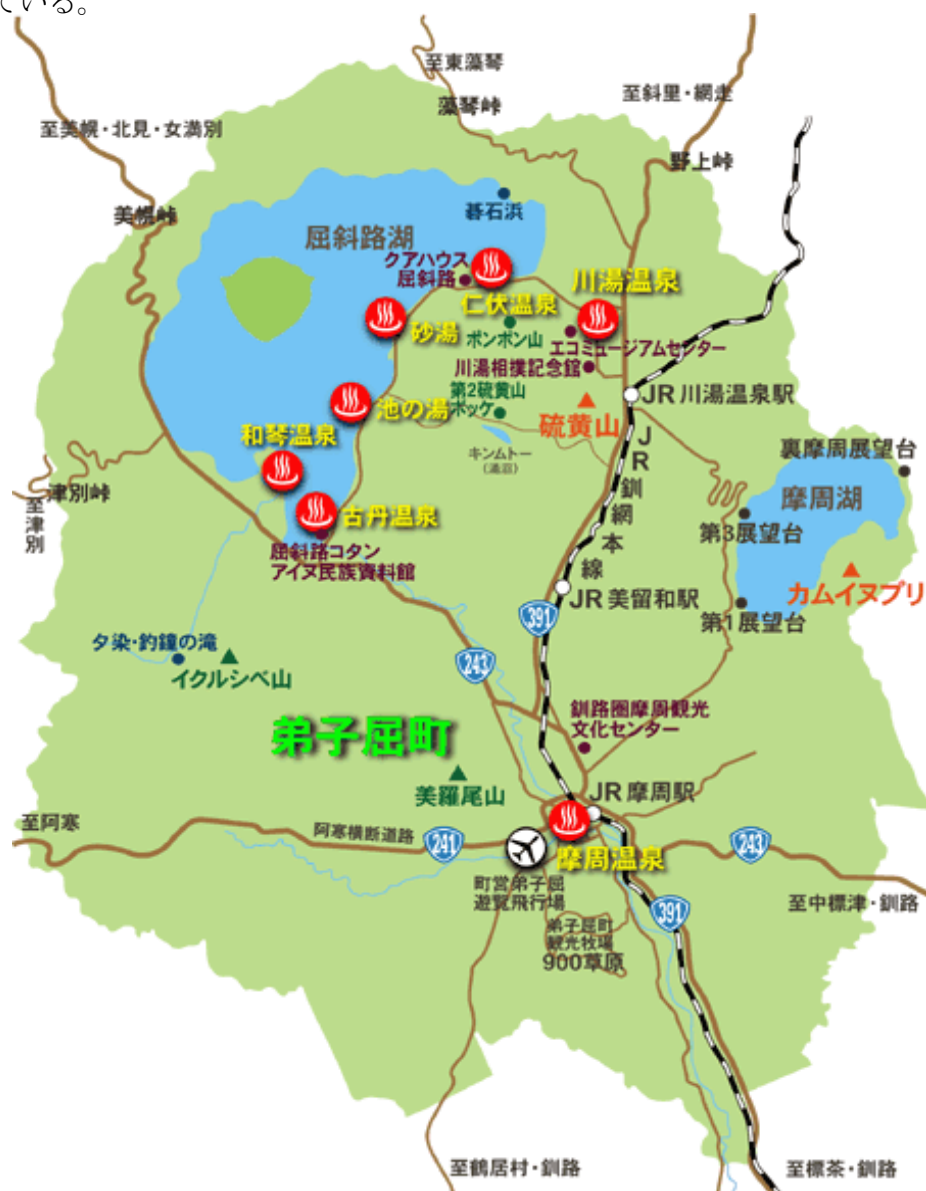 ている。
至東藻琴
藻琴峠
至斜里・網走
至美幌・北見・女満別
野上峠
美幌峠
碁石浜
屈斜路湖
クアハウス
屈斜路
仁伏温泉
川湯温泉
砂湯
ポンポン山
エコミュージアムセンター
川湯相撲記念館
第2硫黄山
ポッケ
JR 川湯温泉駅
池の湯
硫黄山
和琴温泉
キンムトー
(湯沼)
裏摩周展望台
摩周湖
津別峠
至津別
古丹温泉
第3展望台
JR釧網本線
屈斜路コタン
アイヌ民族資料館
カムイヌプリ
JR 美留和駅
第1展望台
391
夕染・釣鐘の滝
243
イクルシベ山
釧路圏摩周観光
文化センター
弟子屈町
美羅尾山
JR 摩周駅
至阿寒
阿寒横断道路
241
243
摩周温泉
町営弟子屈
遊覧飛行場
至中標津・釧路
391
弟子屈町
観光牧場
900草原
至鶴居村・釧路
至標茶・釧路